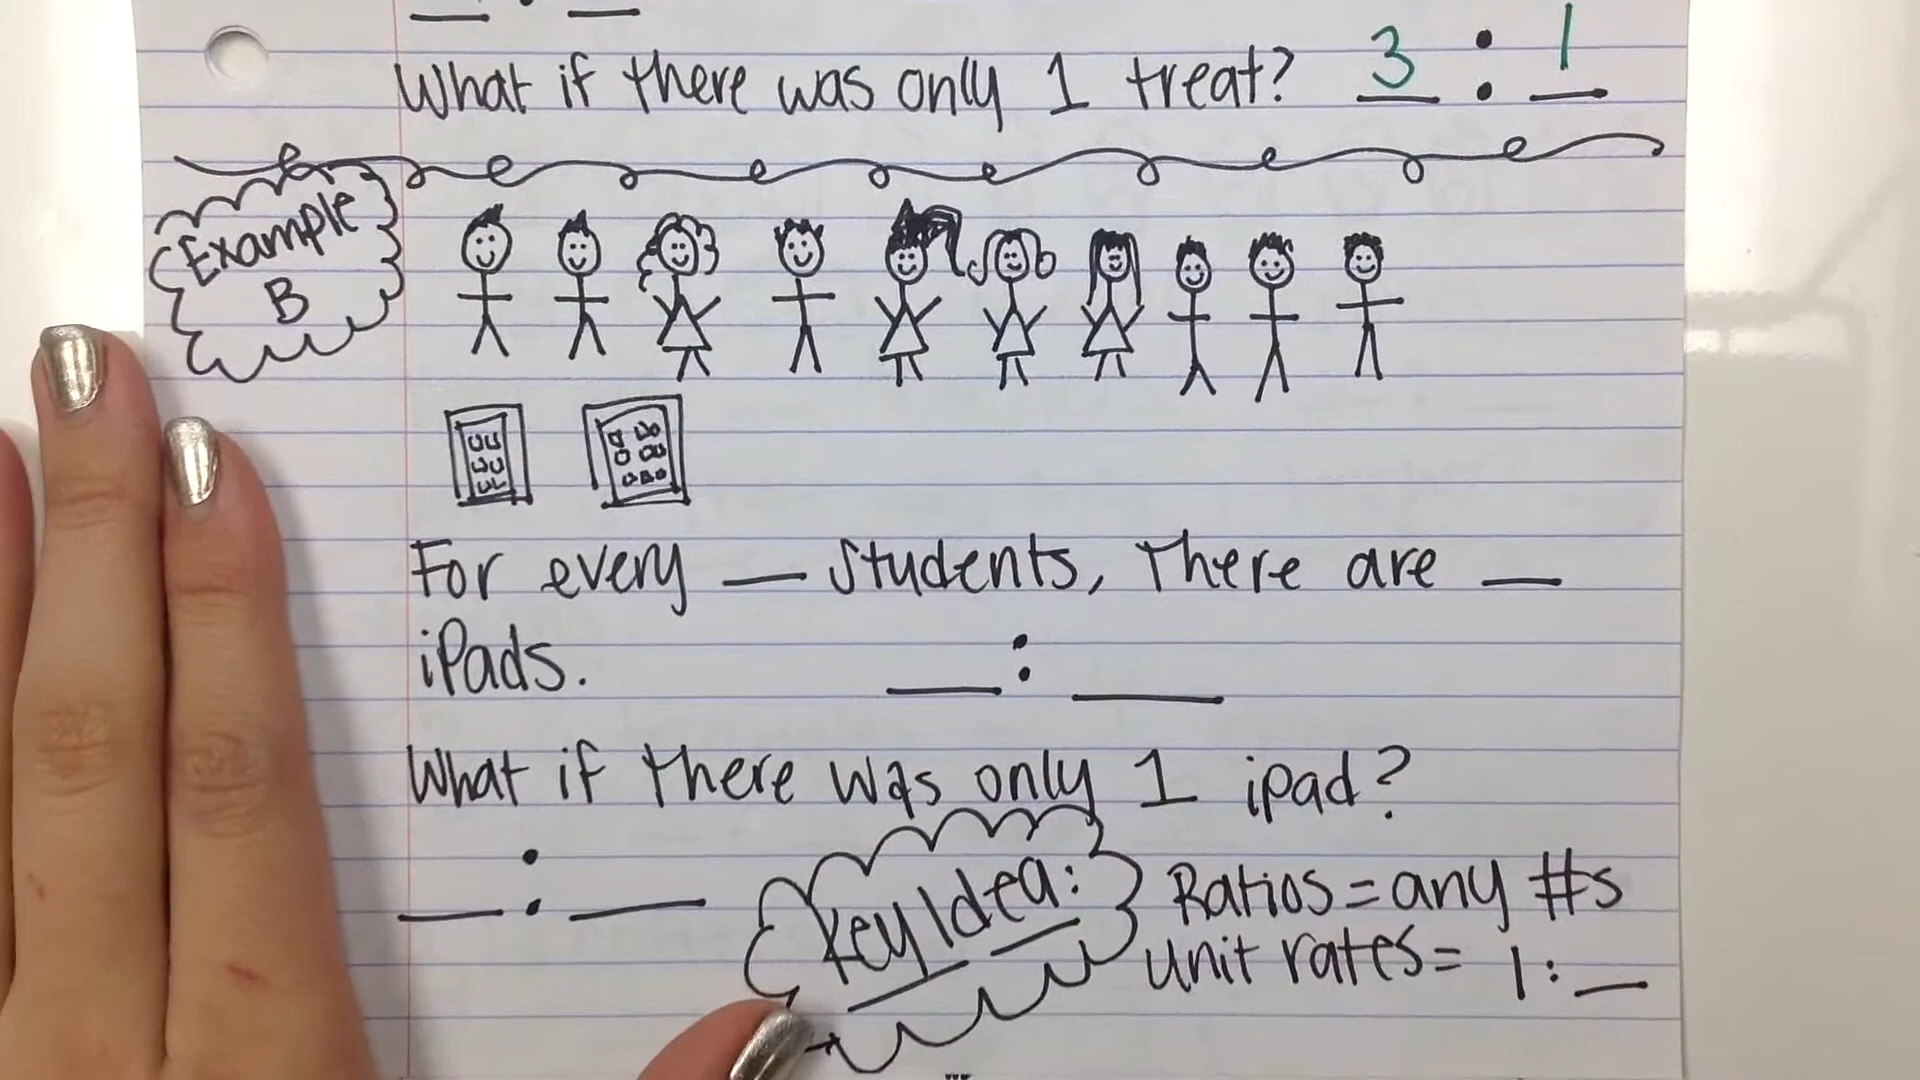 What if there was only 1 treat? 3 : 1
Example
B
For every __ students, there are __
iPads. __ : __
What if there was only 1 ipad?
__ : __
Key Idea:
Ratios = any #s
Unit rates = 1 : __